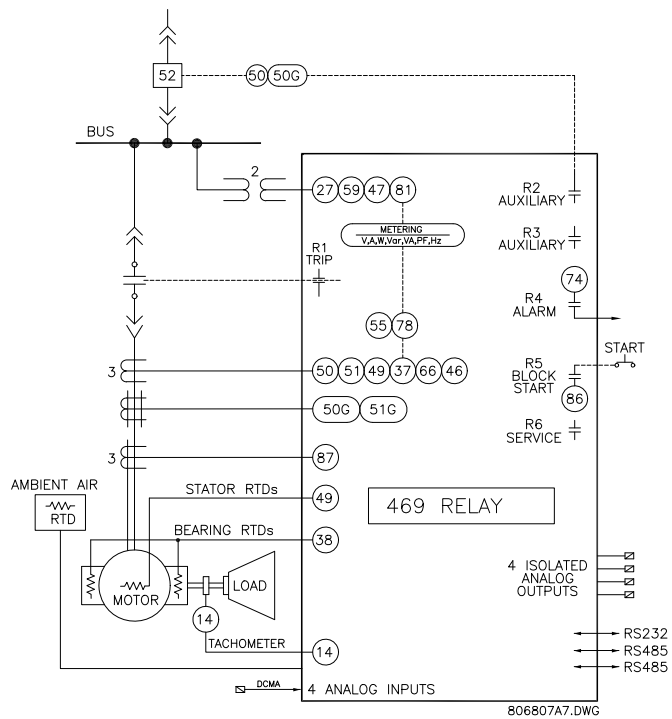 52
50 50G
BUS
2
27 59 47 81
R2
AUXILIARY
METERING
V,A,W,Var,VA,PF,Hz
R3
AUXILIARY
R1
TRIP
74
R4
ALARM
55 78
START
3
50 51 49 37 66 46
R5
BLOCK
START
86
50G 51G
R6
SERVICE
3
87
AMBIENT AIR
RTD
STATOR RTDs
49
469 RELAY
BEARING RTDs
38
MOTOR
LOAD
4 ISOLATED
ANALOG
OUTPUTS
14
TACHOMETER
14
RS232
RS485
RS485
DCMA
4 ANALOG INPUTS
806807A7.DWG